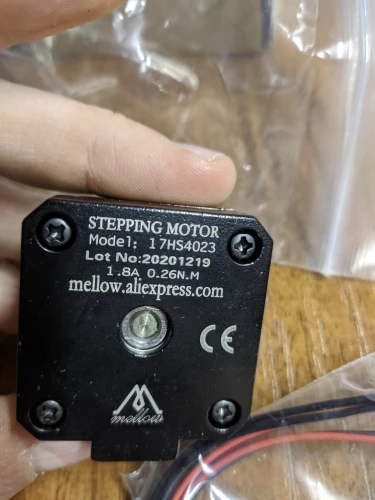 STEPPING MOTOR
Model: 17HS4023
Lot No:20201219
1.8A 0.26N.M
mellow.aliexpress.com
CE
mellow